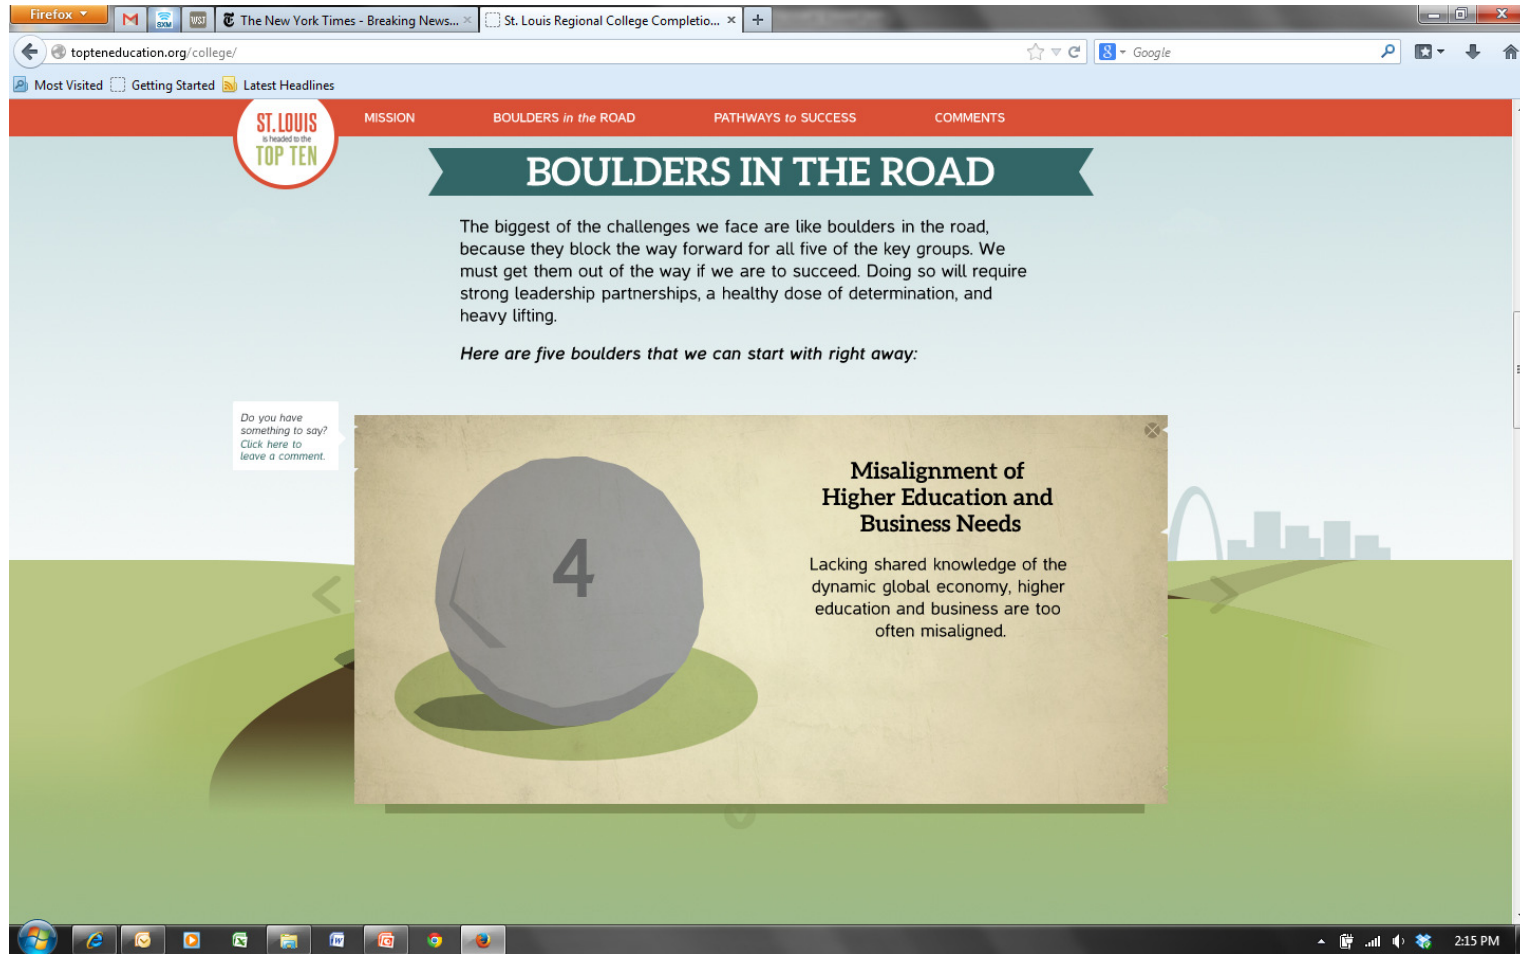 Firefox
SXM
WST
The New York Times - Breaking News...
St. Louis Regional College Completio...
topteneducation.org/college/
Google
Most Visited
Getting Started
Latest Headlines
ST. LOUIS
is headed to the
TOP TEN
MISSION
BOULDERS in the ROAD
PATHWAYS to SUCCESS
COMMENTS
BOULDERS IN THE ROAD
The biggest of the challenges we face are like boulders in the road,
because they block the way forward for all five of the key groups. We
must get them out of the way if we are to succeed. Doing so will require
strong leadership partnerships, a healthy dose of determination, and
heavy lifting.
Here are five boulders that we can start with right away:
Do you have
something to say?
Click here to
leave a comment.
4
Misalignment of
Higher Education and
Business Needs
Lacking shared knowledge of the
dynamic global economy, higher
education and business are too
often misaligned.
2:15 PM